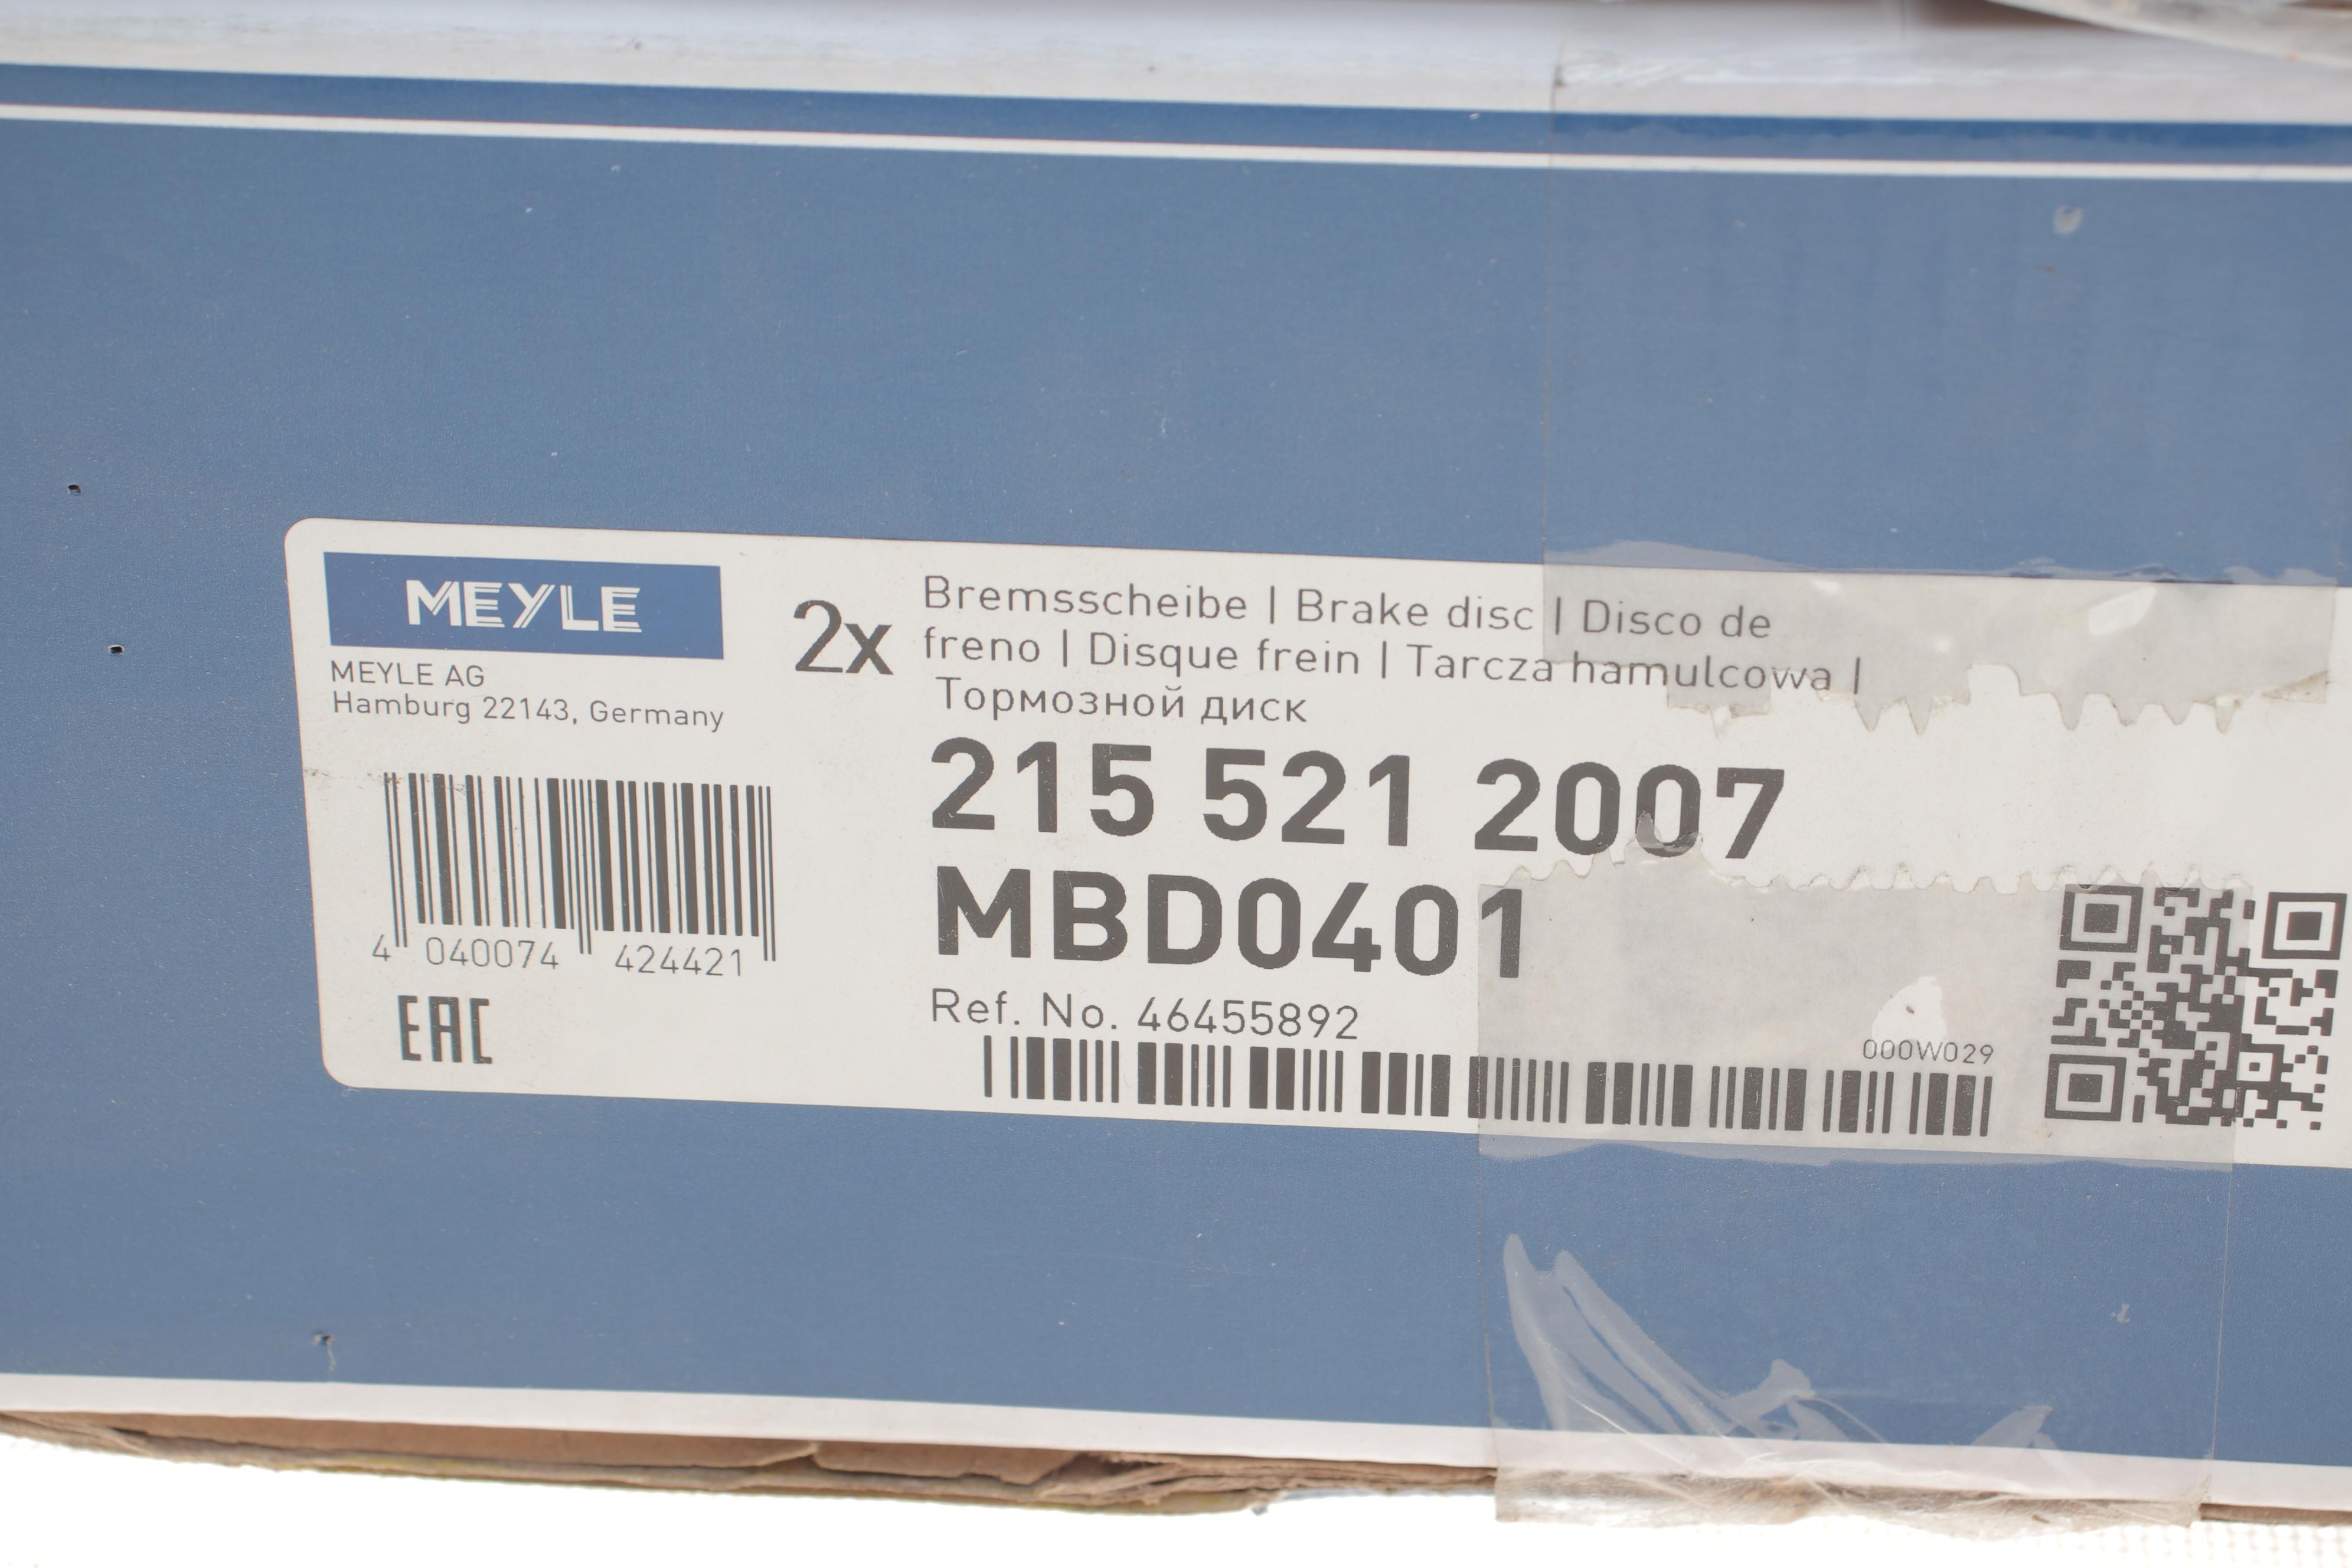 MEYLE
MEYLE AG
Hamburg 22143, Germany
4 040074 424421
EAC
2x
Bremsscheibe | Brake disc | Disco de
freno | Disque frein | Tarcza hamulcowa |
Тормозной диск
215 521 2007
MBD0401
Ref. No. 46455892
000W029